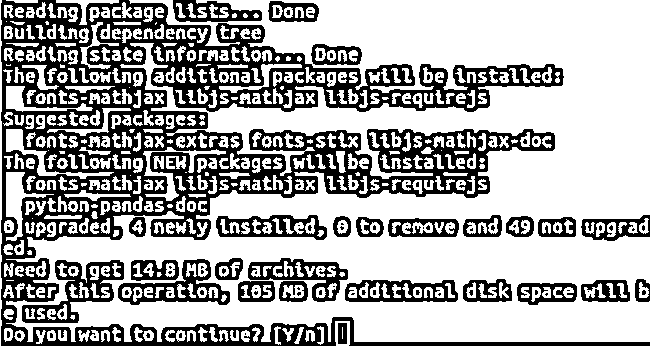 Reading package lists... Done
Building dependency tree
Reading state information... Done
The following additional packages will be installed:
  fonts-mathjax libjs-mathjax libjs-requirejs
Suggested packages:
  fonts-mathjax-extras fonts-stix libjs-mathjax-doc
The following NEW packages will be installed:
  fonts-mathjax libjs-mathjax libjs-requirejs
  python-pandas-doc
0 upgraded, 4 newly installed, 0 to remove and 49 not upgrad
ed.
Need to get 14.8 MB of archives.
After this operation, 105 MB of additional disk space will b
e used.
Do you want to continue? [Y/n]